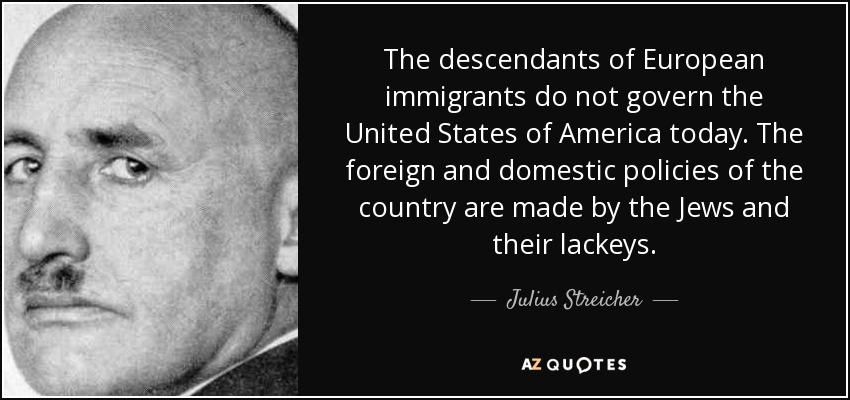 The descendants of European
immigrants do not govern the
United States of America today. The
foreign and domestic policies of the
country are made by the Jews and
their lackeys.
— Julius Streicher —
AZ QUOTES